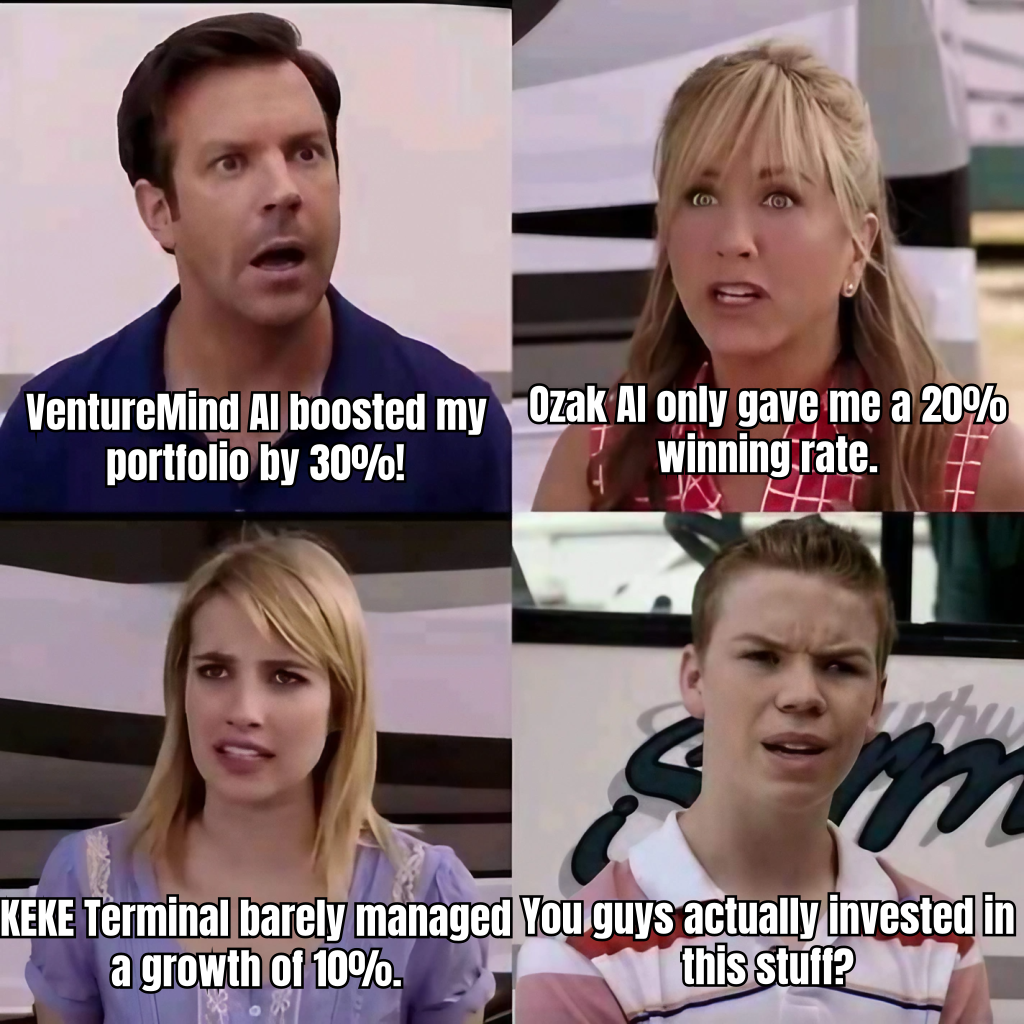 VentureMind AI boosted my
portfolio by 30%!
Ozak AI only gave me a 20%
winning rate.
KEKE Terminal barely managed
a growth of 10%.
You guys actually invested in
this stuff?